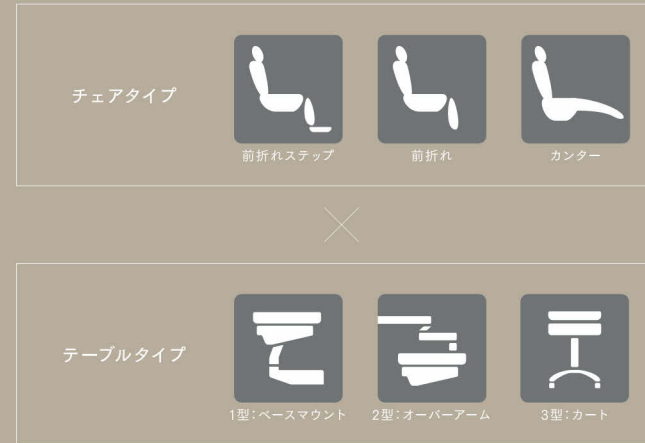 チェアタイプ
前折れステップ
前折れ
カンター
テーブルタイプ
1型:ベースマウント
2型:オーバーアーム
3型:カート